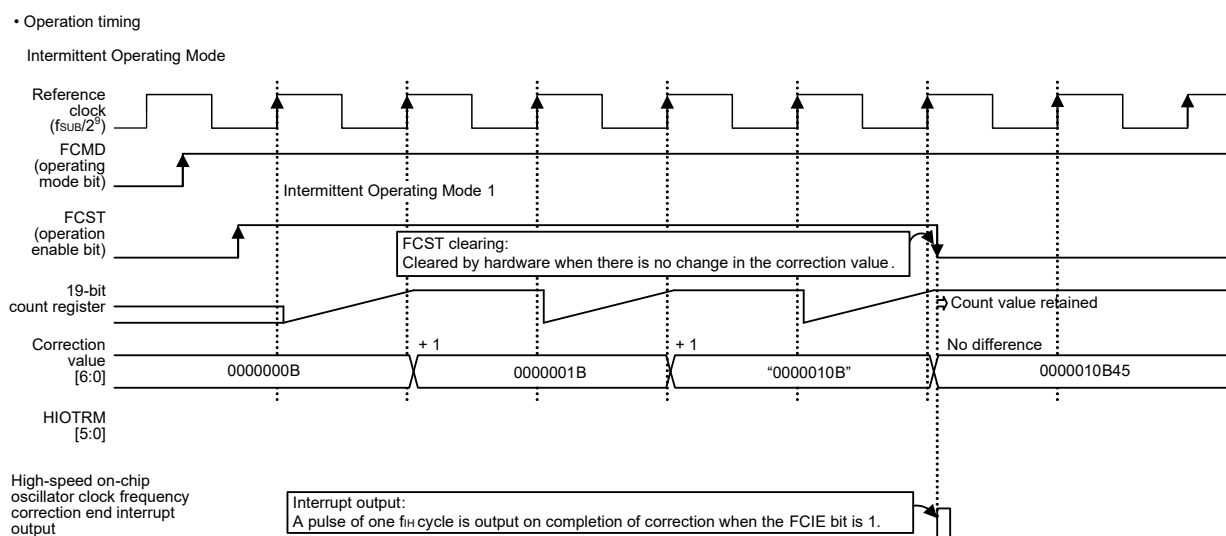 • Operation timing
Intermittent Operating Mode
Reference
clock
(fSUB/2⁹)
FCMD
(operating
mode bit)
Intermittent Operating Mode 1
FCST
(operation
enable bit)
FCST clearing:
Cleared by hardware when there is no change in the correction value.
19-bit
count register
Count value retained
Correction
value
[6:0]
+ 1
+ 1
No difference
0000000B
0000001B
“0000010B”
0000010B45
HIOTRM
[5:0]
High-speed on-chip
oscillator clock frequency
correction end interrupt
output
Interrupt output:
A pulse of one fIH cycle is output on completion of correction when the FCIE bit is 1.